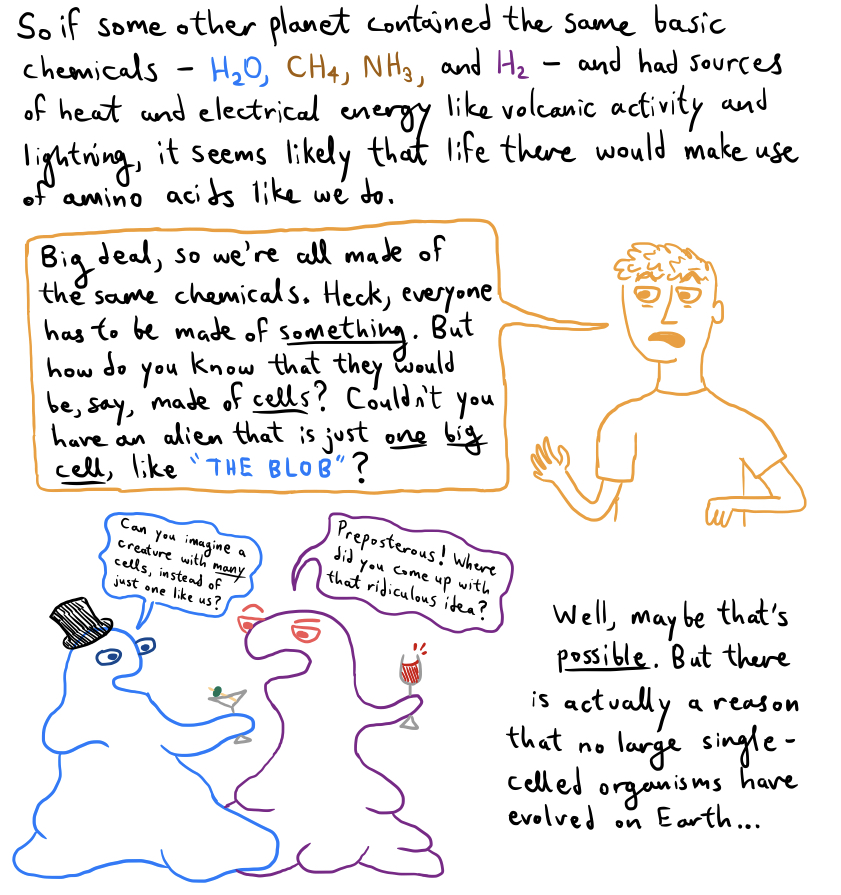 So if some other planet contained the same basic
chemicals – H₂O, CH₄, NH₃, and H₂ – and had sources
of heat and electrical energy like volcanic activity and
lightning, it seems likely that life there would make use
of amino acids like we do.
Big deal, so we're all made of
the same chemicals. Heck, everyone
has to be made of something. But
how do you know that they would
be, say, made of cells? Couldn't you
have an alien that is just one big
cell, like "THE BLOB"?
Can you imagine a
creature with many
cells, instead of
just one like us?
Preposterous! Where
did you come up with
that ridiculous idea?
Well, maybe that's
possible. But there
is actually a reason
that no large single-
celled organisms have
evolved on Earth...